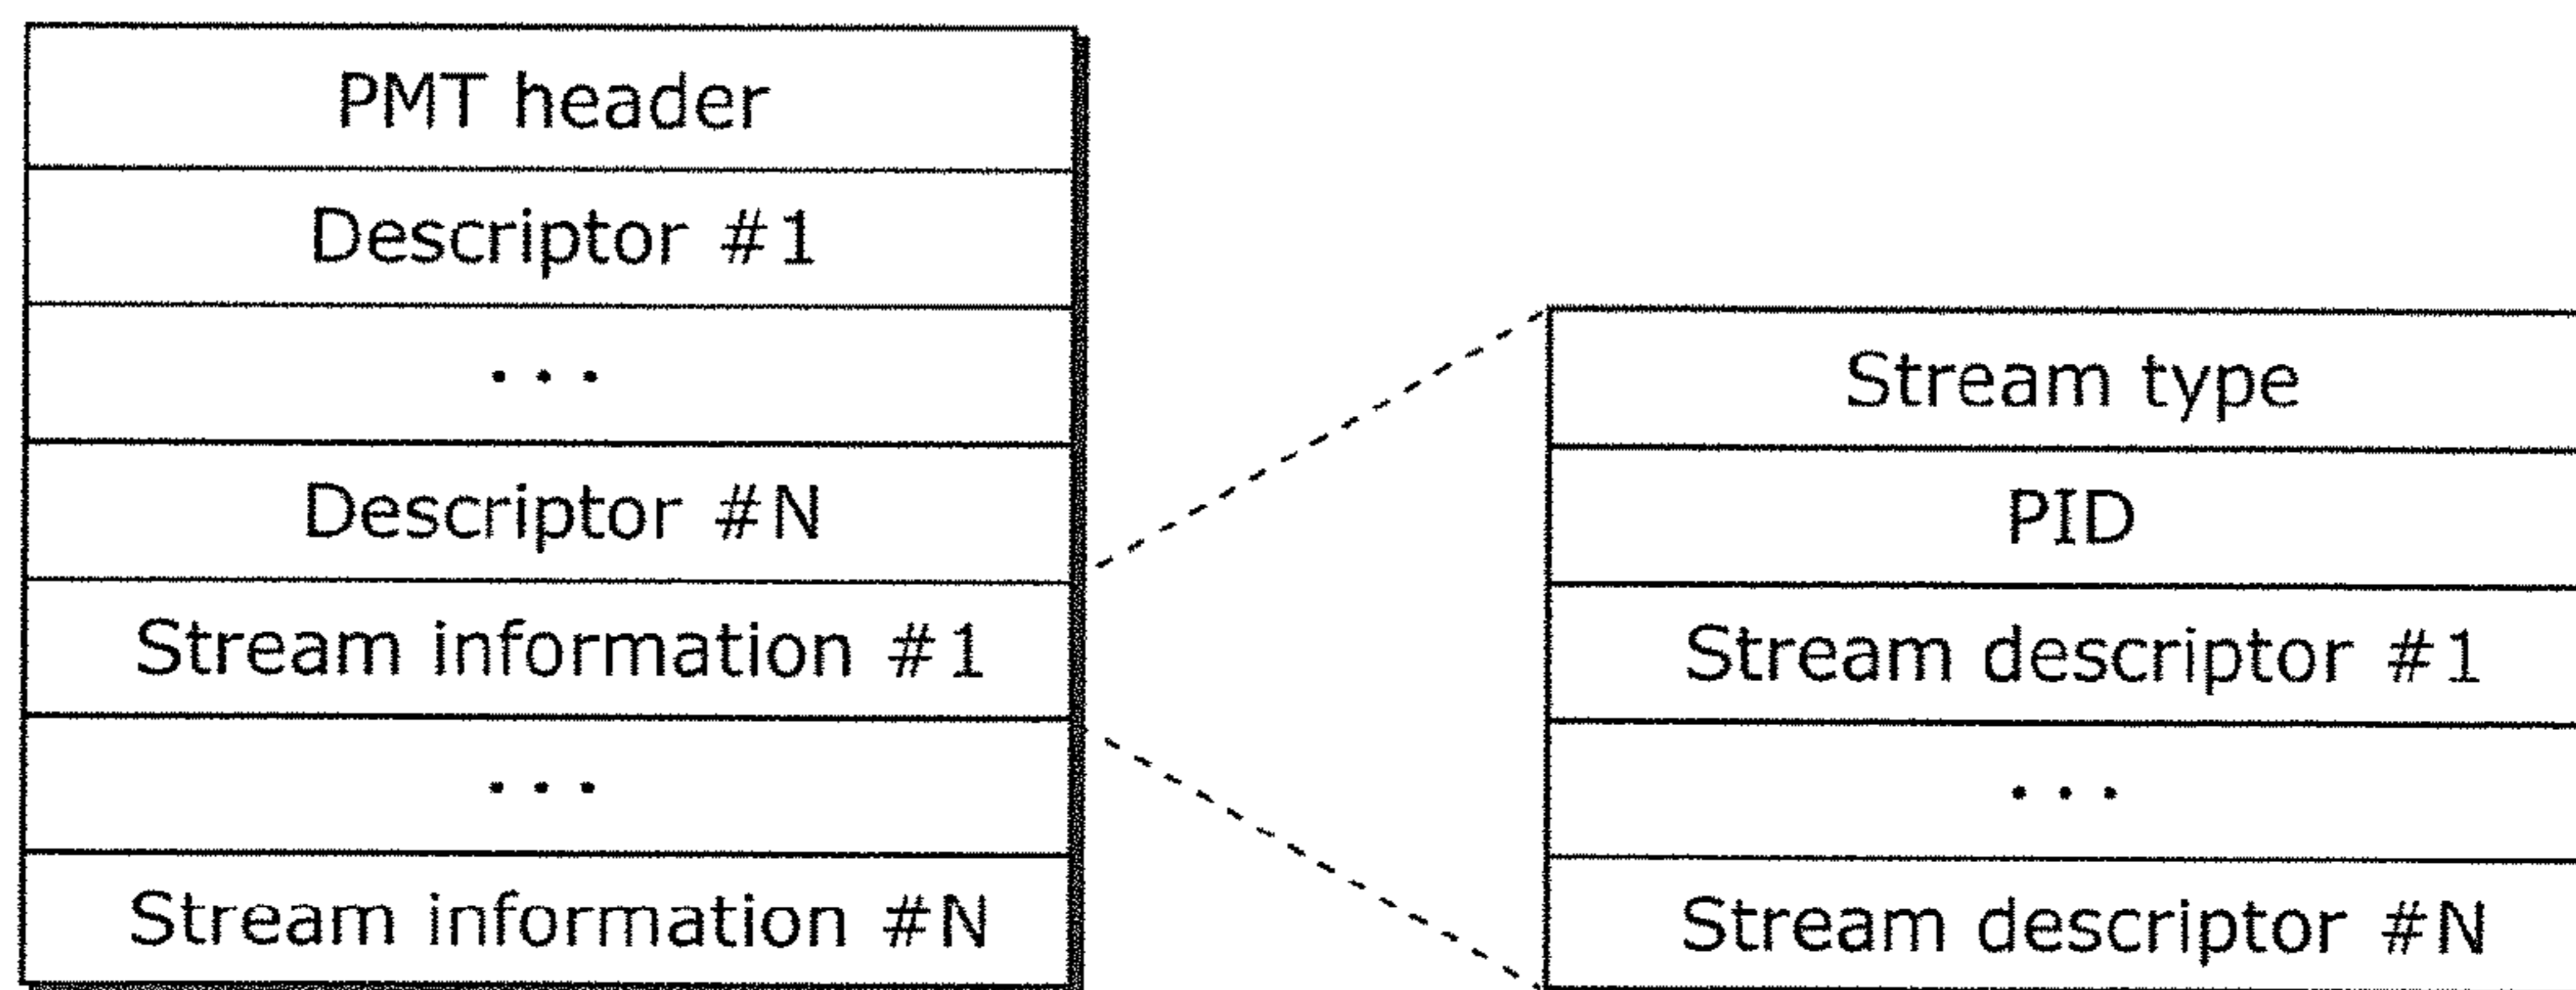 PMT header
Descriptor #1
...
Descriptor #N
Stream information #1
...
Stream information #N
Stream type
PID
Stream descriptor #1
...
Stream descriptor #N